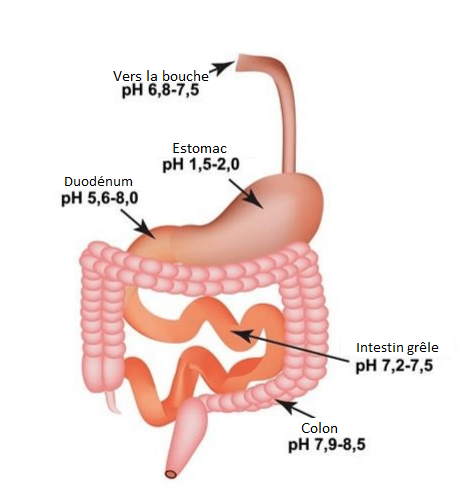 Vers la bouche
pH 6,8-7,5
Estomac
pH 1,5-2,0
Duodénum
pH 5,6-8,0
Intestin grêle
pH 7,2-7,5
Colon
pH 7,9-8,5